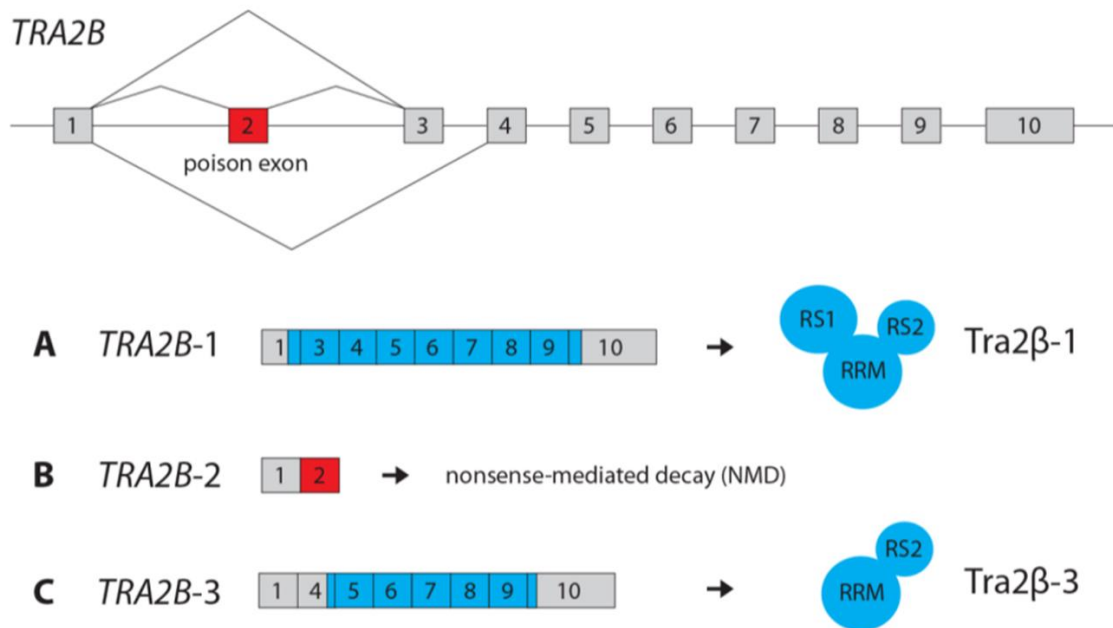 TRA2B
1 2 3 4 5 6 7 8 9 10
poison exon
A TRA2B-1 1 3 4 5 6 7 8 9 10 RS1 RS2 RRM Tra2β-1
B TRA2B-2 1 2 nonsense-mediated decay (NMD)
C TRA2B-3 1 4 5 6 7 8 9 10 RS2 RRM Tra2β-3